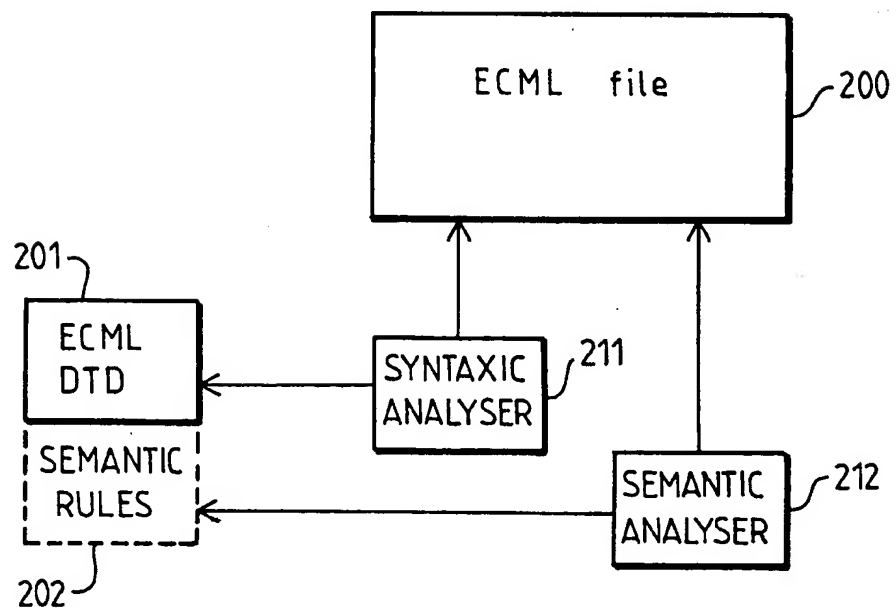 ECML file
200
201
ECML
DTD
SYNTAXIC
ANALYSER
211
SEMANTIC
RULES
SEMANTIC
ANALYSER
212
202